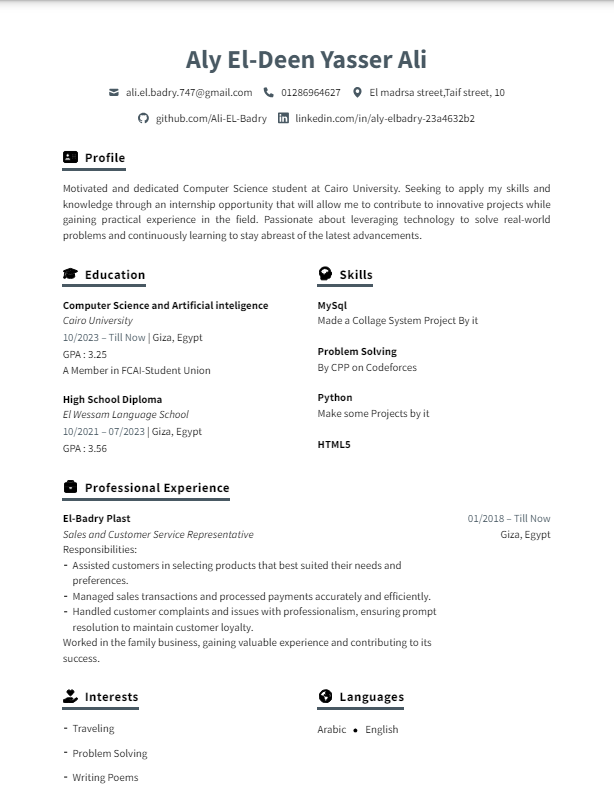 Aly El-Deen Yasser Ali
ali.el.badry.747@gmail.com 01286964627 El madrsa street,Taif street, 10
github.com/Ali-EL-Badry linkedin.com/in/aly-elbadry-23a4632b2
Profile
Motivated and dedicated Computer Science student at Cairo University. Seeking to apply my skills and
knowledge through an internship opportunity that will allow me to contribute to innovative projects while
gaining practical experience in the field. Passionate about leveraging technology to solve real-world
problems and continuously learning to stay abreast of the latest advancements.
Education
Computer Science and Artificial inteligence
Cairo University
10/2023 – Till Now | Giza, Egypt
GPA : 3.25
A Member in FCAI-Student Union
High School Diploma
El Wessam Language School
10/2021 – 07/2023 | Giza, Egypt
GPA : 3.56
Skills
MySql
Made a Collage System Project By it
Problem Solving
By CPP on Codeforces
Python
Make some Projects by it
HTML5
Professional Experience
El-Badry Plast 01/2018 – Till Now
Sales and Customer Service Representative Giza, Egypt
Responsibilities:
- Assisted customers in selecting products that best suited their needs and
preferences.
- Managed sales transactions and processed payments accurately and efficiently.
- Handled customer complaints and issues with professionalism, ensuring prompt
resolution to maintain customer loyalty.
Worked in the family business, gaining valuable experience and contributing to its
success.
Interests
- Traveling
- Problem Solving
- Writing Poems
Languages
Arabic • English